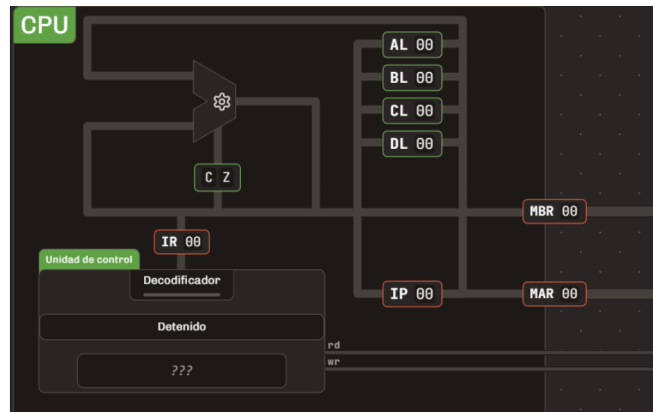 CPU
AL 00
BL 00
CL 00
DL 00
C Z
MBR 00
IR 00
Unidad de control
Decodificador
IP 00
MAR 00
Detenido
rd
wr
???